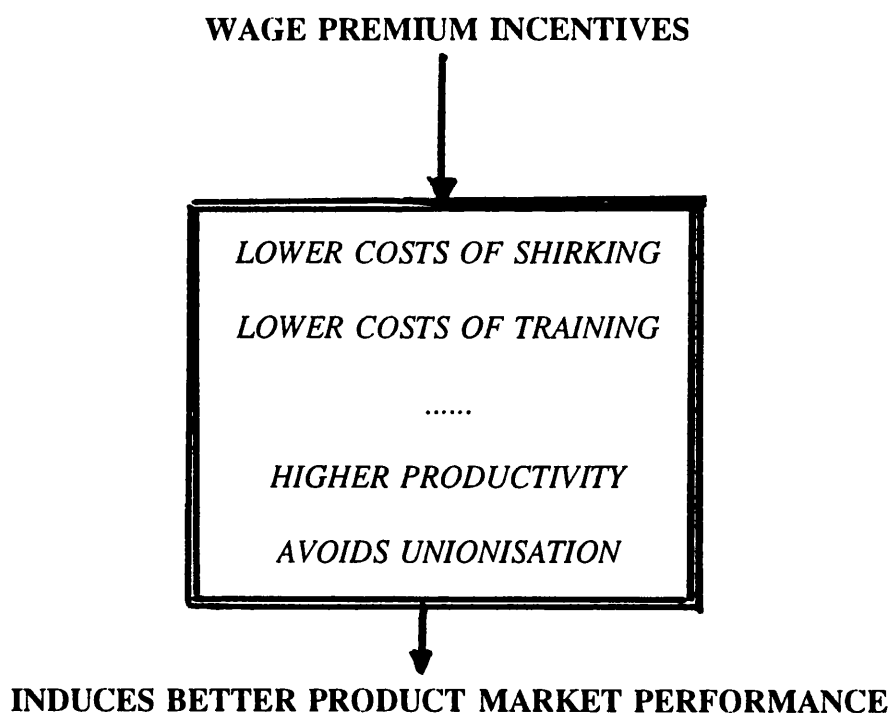 WAGE PREMIUM INCENTIVES
LOWER COSTS OF SHIRKING
LOWER COSTS OF TRAINING
......
HIGHER PRODUCTIVITY
AVOIDS UNIONISATION
INDUCES BETTER PRODUCT MARKET PERFORMANCE